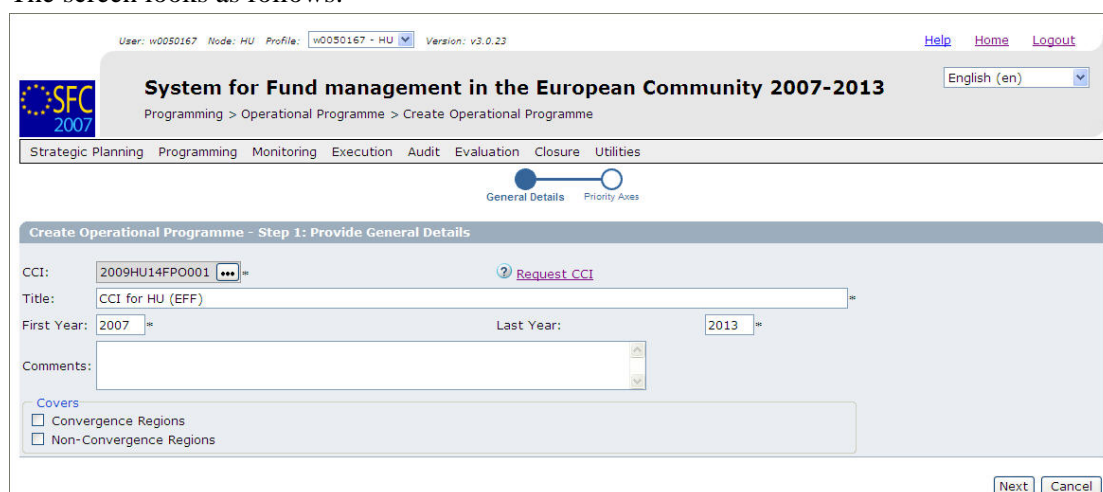 The screen looks as follows:
User: w0050167 Node: HU Profile: w0050167 - HU Version: v3.0.23
Help Home Logout
English (en)
SFC 2007
System for Fund management in the European Community 2007-2013
Programming > Operational Programme > Create Operational Programme
Strategic Planning Programming Monitoring Execution Audit Evaluation Closure Utilities
General Details Priority Axes
Create Operational Programme - Step 1: Provide General Details
CCI: 2009HU14FPO001 ... * ? Request CCI
Title: CCI for HU (EFF) *
First Year: 2007 * Last Year: 2013 *
Comments:
Covers
Convergence Regions
Non-Convergence Regions
Next Cancel